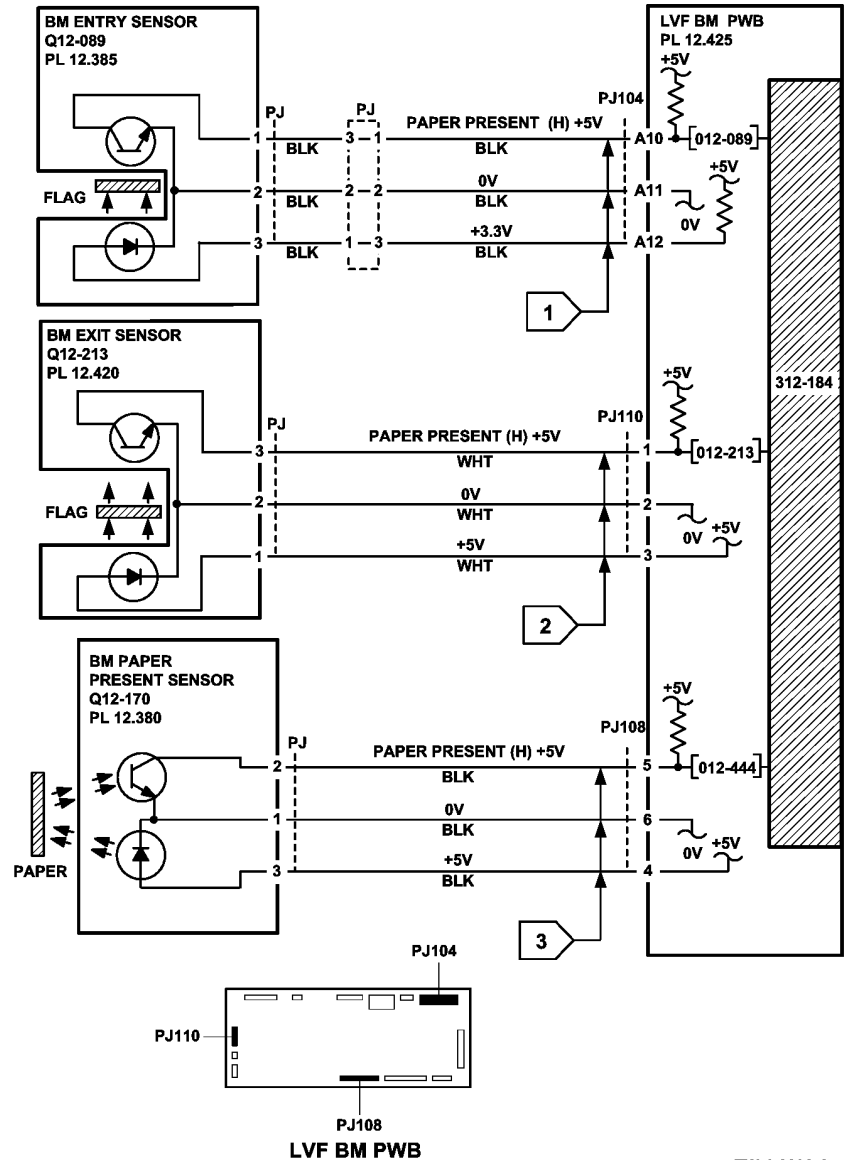 BM ENTRY SENSOR
Q12-089
PL 12.385
FLAG
PJ
1
BLK
2
BLK
3
BLK
PJ
3 1
2 2
1 3
PAPER PRESENT (H) +5V
BLK
0V
BLK
+3.3V
BLK
1
PJ104
A10
A11
A12
LVF BM PWB
PL 12.425
+5V
012-089
+5V
0V
312-184
BM EXIT SENSOR
Q12-213
PL 12.420
FLAG
PJ
3
2
1
PAPER PRESENT (H) +5V
WHT
0V
WHT
+5V
WHT
2
PJ110
1
2
3
+5V
012-213
0V
+5V
BM PAPER
PRESENT SENSOR
Q12-170
PL 12.380
PAPER
PJ
2
1
3
PAPER PRESENT (H) +5V
BLK
0V
BLK
+5V
BLK
3
PJ108
5
6
4
+5V
012-444
0V
+5V
PJ104
PJ110
PJ108
LVF BM PWB